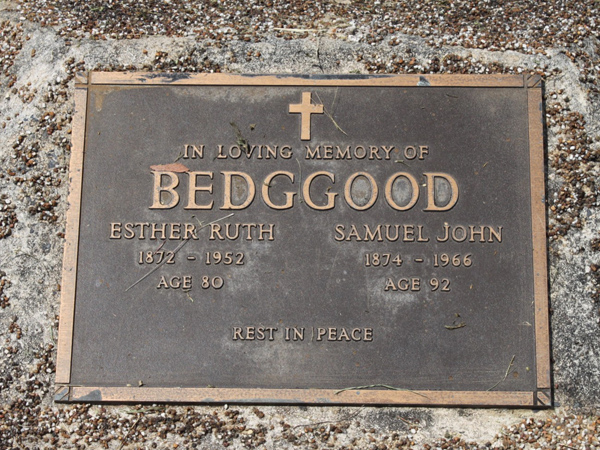 IN LOVING MEMORY OF
BEDGGOOD
ESTHER RUTH SAMUEL JOHN
1872 - 1952 1874 - 1966
AGE 80 AGE 92
REST IN PEACE